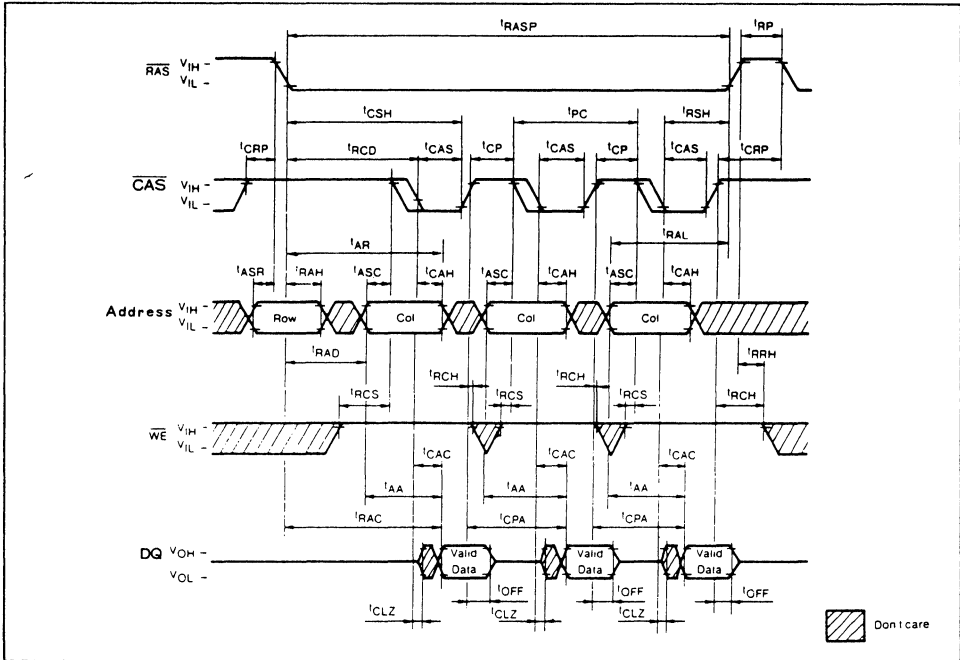 tRASP tRP
RAS VIH -
VIL -
tCSH tPC tRSH
tCRP tRCD tCAS tCP tCAS tCP tCAS tCRP
CAS VIH -
VIL -
tAR tRAL
tASR tRAH tASC tCAH tASC tCAH tASC tCAH
Address VIH -
VIL -
Row Col Col Col
tRAD tRRH
tRCH tRCH
tRCS tRCS tRCS tRCH
WE VIH -
VIL -
tCAC tCAC tCAC
tAA tAA tAA
tRAC tCPA tCPA
DQ VOH -
VOL -
Valid Data Valid Data Valid Data
tOFF tOFF tOFF
tCLZ tCLZ tCLZ
Don't care